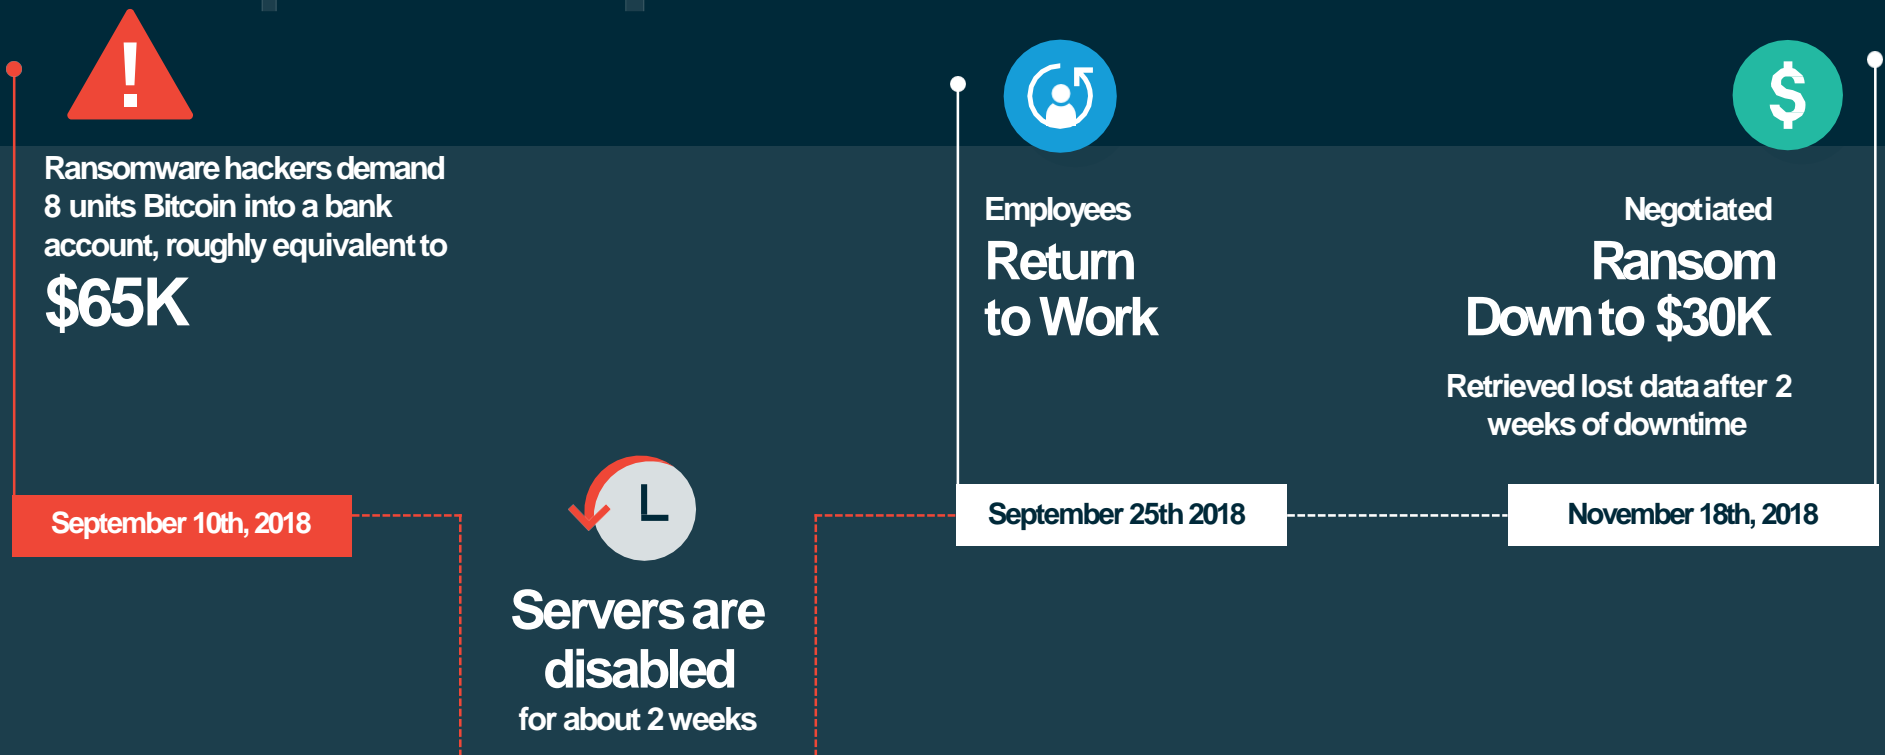 Ransomware hackers demand
8 units Bitcoin into a bank
account, roughly equivalent to
$65K
September 10th, 2018
Servers are
disabled
for about 2 weeks
Employees
Return
to Work
September 25th 2018
Negotiated
Ransom
Down to $30K
Retrieved lost data after 2
weeks of downtime
November 18th, 2018